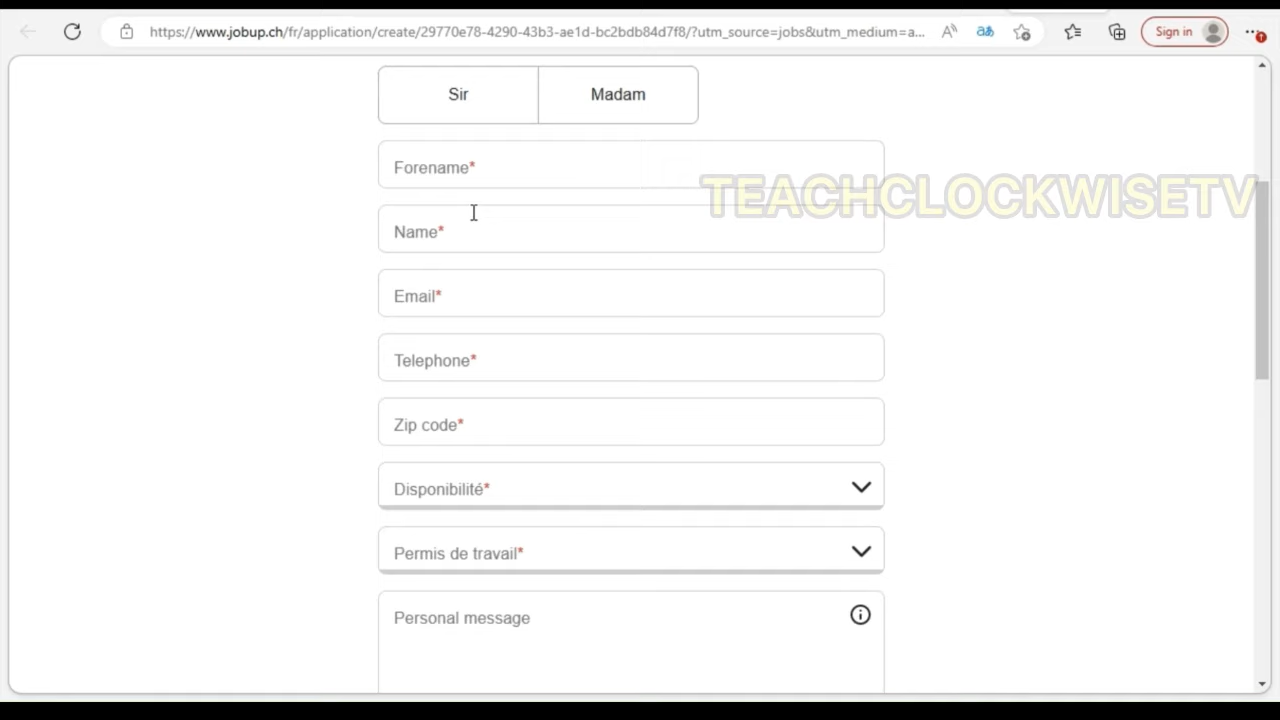 https://www.jobup.ch/fr/application/create/29770e78-4290-43b3-ae1d-bc2bdb84d7f8/?utm_source=jobs&utm_medium=a...
Sign in
Sir
Madam
Forename*
TEACHCLOCKWISETV
Name*
Email*
Telephone*
Zip code*
Disponibilité*
Permis de travail*
Personal message